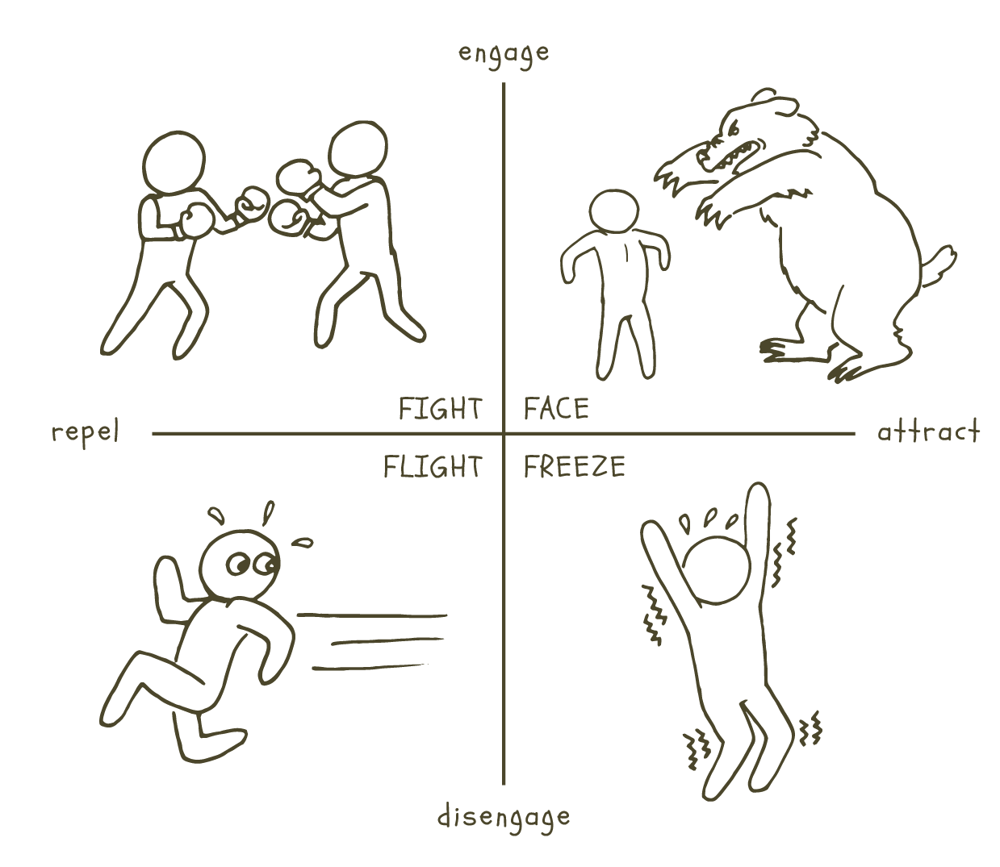 engage
FIGHT FACE
repel attract
FLIGHT FREEZE
disengage